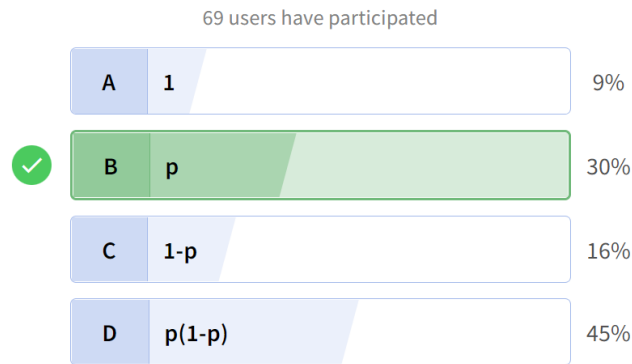 69 users have participated
A 1 9%
B p 30%
C 1-p 16%
D p(1-p) 45%